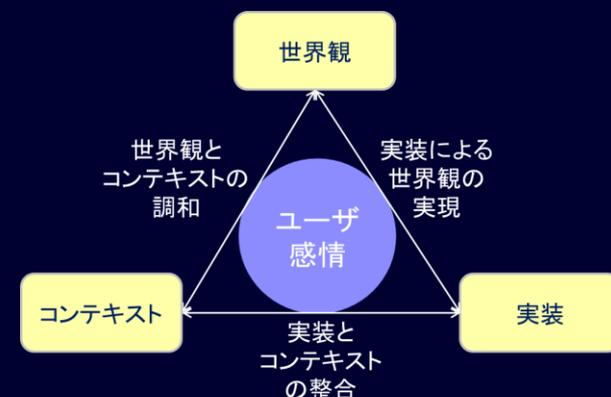 世界観
世界観と
コンテキストの
調和
実装による
世界観の
実現
ユーザ
感情
コンテキスト
実装
実装と
コンテキスト
の整合